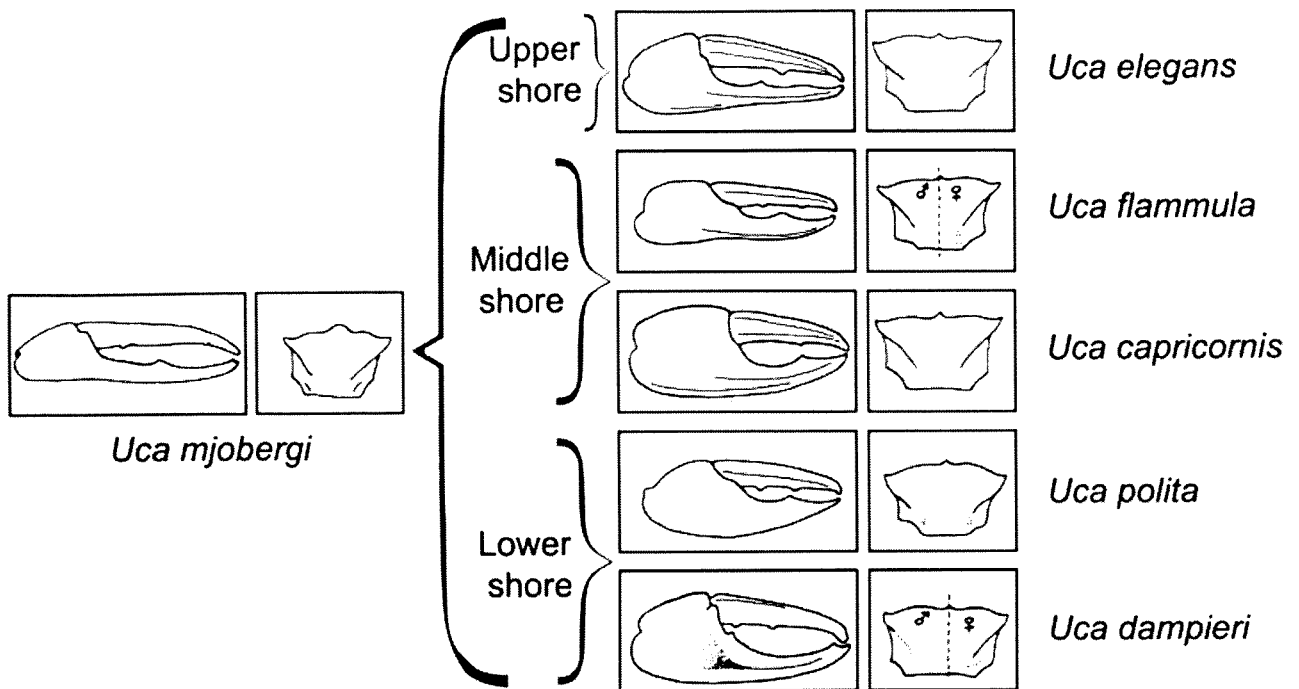 Upper
shore
Uca elegans
♂ ♀
Uca flammula
Middle
shore
Uca capricornis
Uca mjobergi
Uca polita
Lower
shore
♂ ♀
Uca dampieri